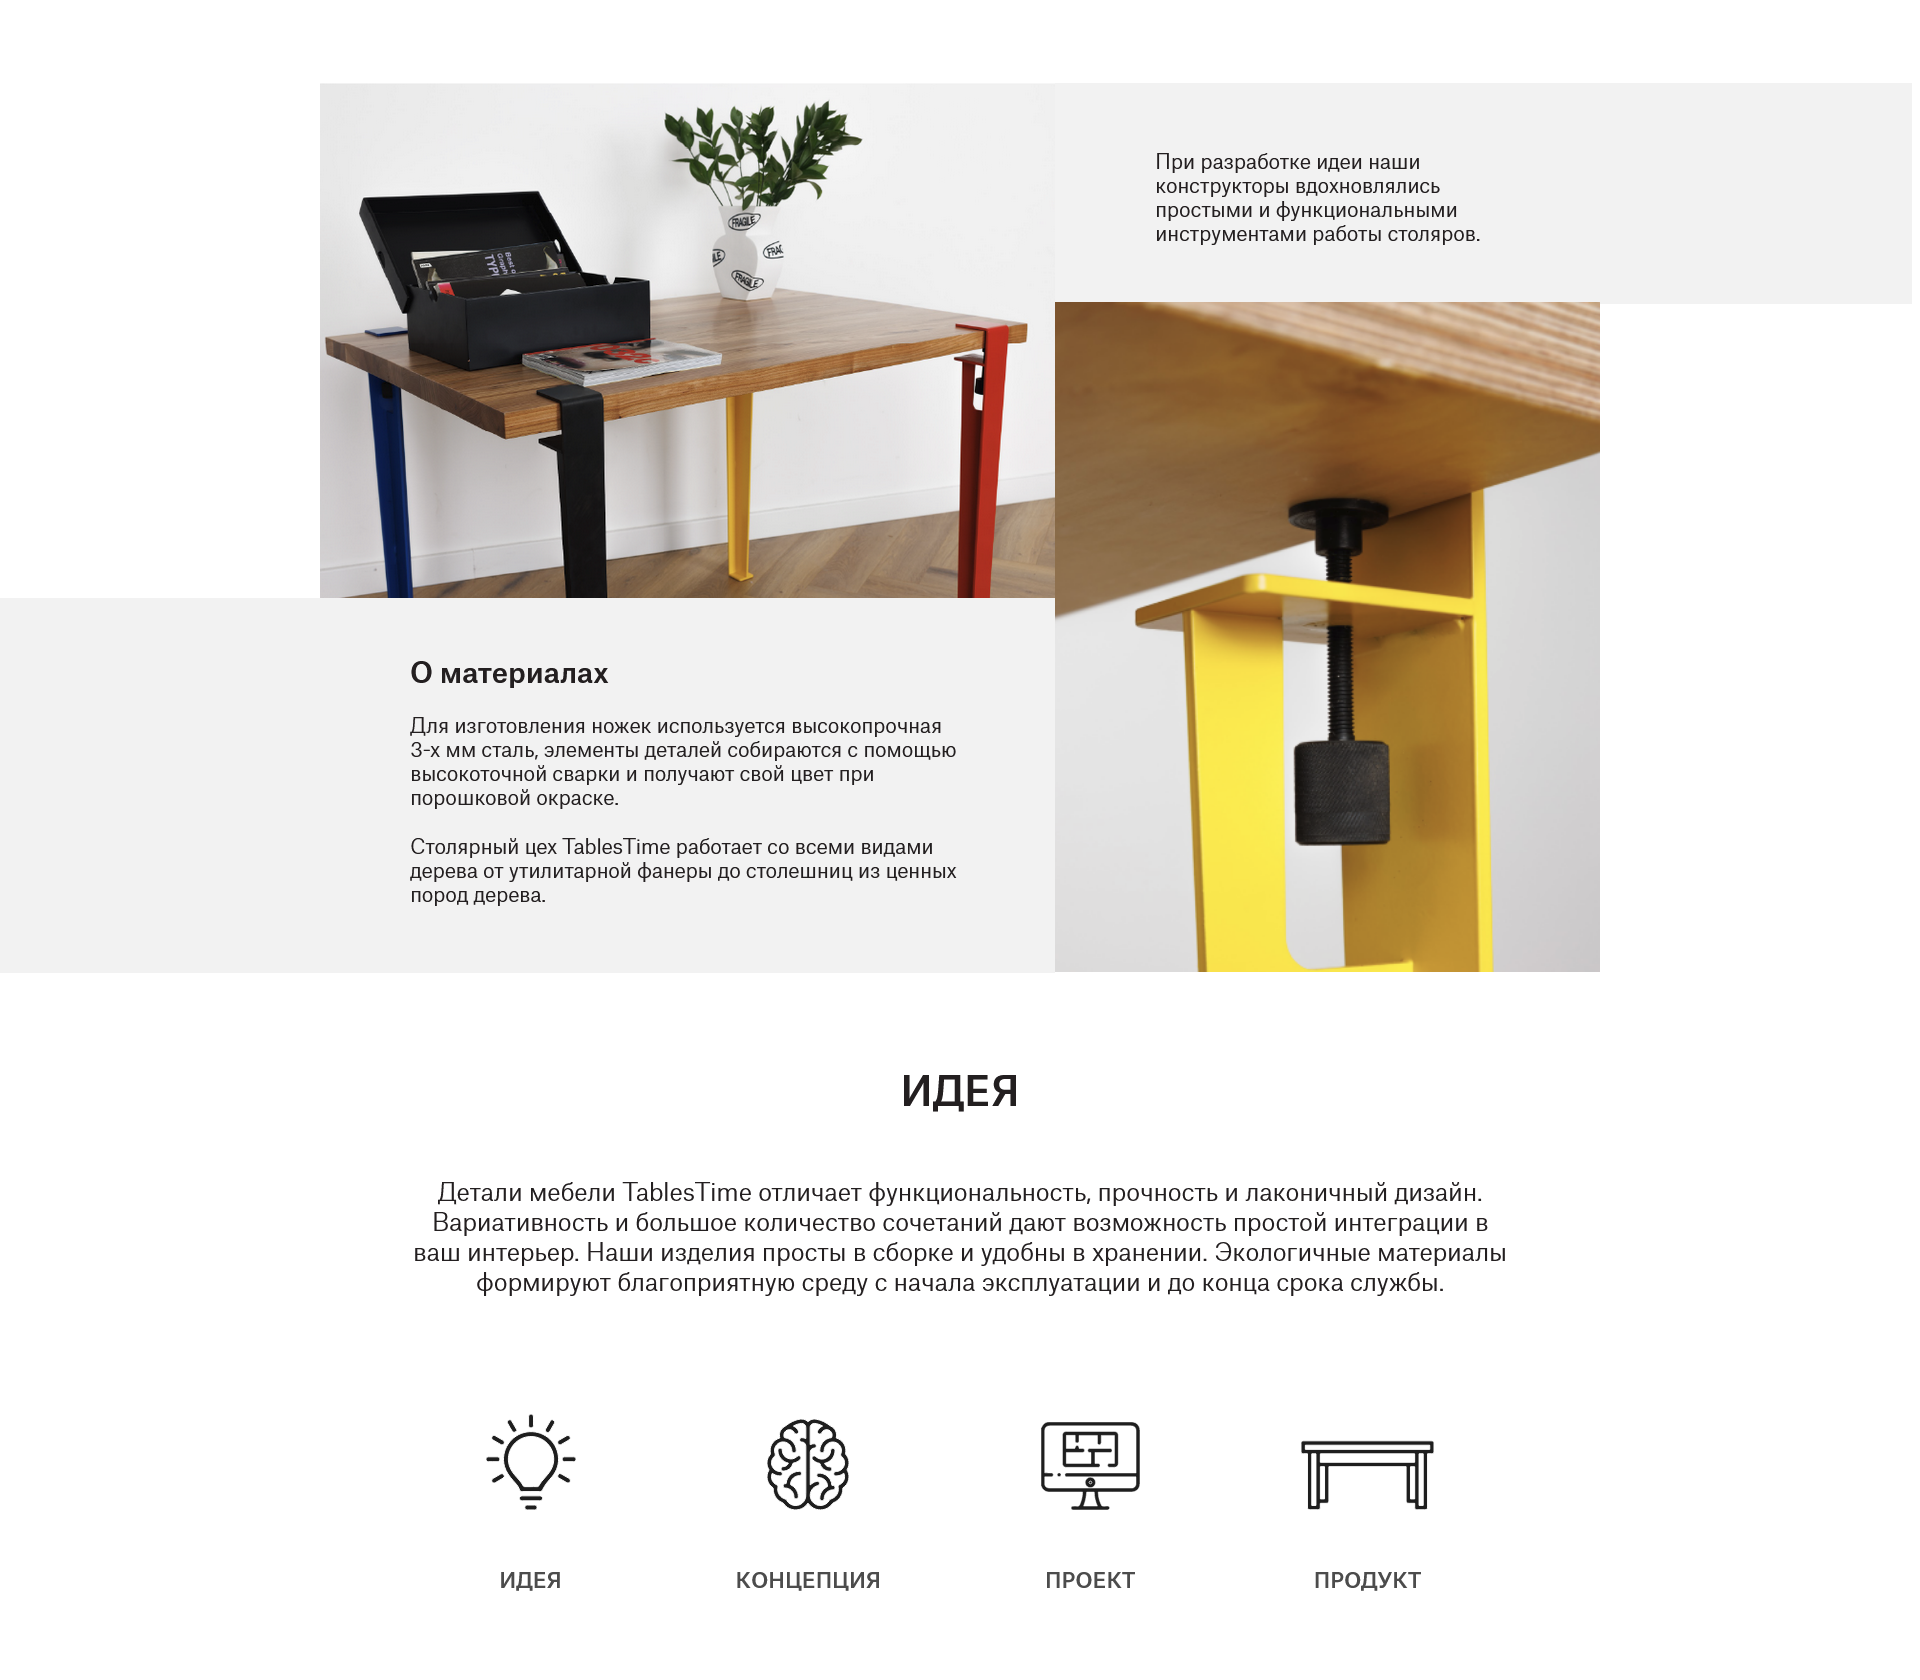 При разработке идеи наши
конструкторы вдохновлялись
простыми и функциональными
инструментами работы столяров.
FRAGILE
FRAGILE
О материалах
Для изготовления ножек используется высокопрочная
3-х мм сталь, элементы деталей собираются с помощью
высокоточной сварки и получают свой цвет при
порошковой окраске.
Столярный цех TablesTime работает со всеми видами
дерева от утилитарной фанеры до столешниц из ценных
пород дерева.
ИДЕЯ
Детали мебели TablesTime отличает функциональность, прочность и лаконичный дизайн.
Вариативность и большое количество сочетаний дают возможность простой интеграции в
ваш интерьер. Наши изделия просты в сборке и удобны в хранении. Экологичные материалы
формируют благоприятную среду с начала эксплуатации и до конца срока службы.
ИДЕЯ
КОНЦЕПЦИЯ
ПРОЕКТ
ПРОДУКТ